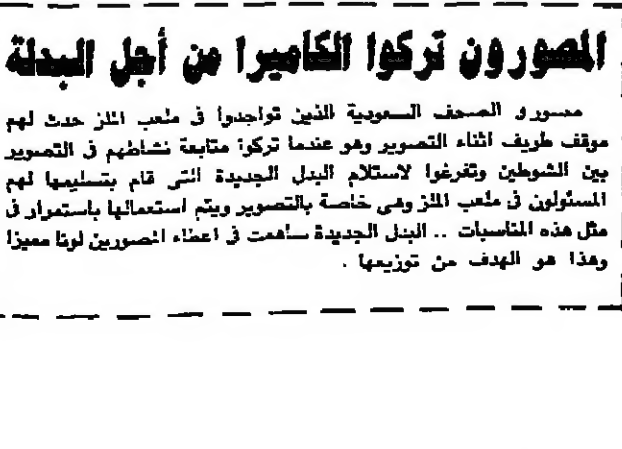 المصورون تركوا الكاميرا من أجل البدلة
مصورو الصحف السعودية الذين تواجدوا في ملعب الملز حدث لهم
موقف طريف اثناء التصوير وهو عندما تركوا متابعة نشاطهم في التصوير
بين الشوطين وتفرغوا لاستلام البدل الجديدة التي قام بتسليمها لهم
المسئولون في ملعب الملز وهي خاصة بالتصوير ويتم استعمالها باستمرار في
مثل هذه المناسبات .. البدل الجديدة ساهمت في اعطاء المصورين لونا مميزا
وهذا هو الهدف من توزيعها .